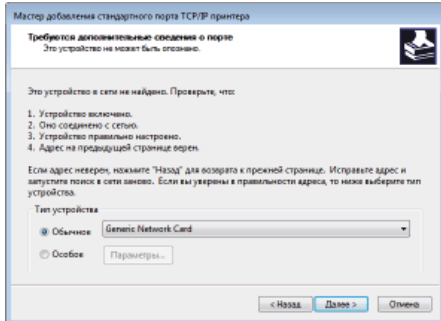 Мастер добавления стандартного порта TCP/IP принтера
Требуются дополнительные сведения о порте
Это устройство не может быть опознано.
Это устройство в сети не найдено. Проверьте, что:
1. Устройство включено.
2. Оно соединено с сетью.
3. Устройство правильно настроено.
4. Адрес на предыдущей странице верен.
Если адрес неверен, нажмите "Назад" для возврата к прежней странице. Исправьте адрес и
запустите поиск в сети заново. Если вы уверены в правильности адреса, то ниже выберите тип
устройства.
Тип устройства
Обычное Generic Network Card
Особое Параметры...
< Назад Далее > Отмена